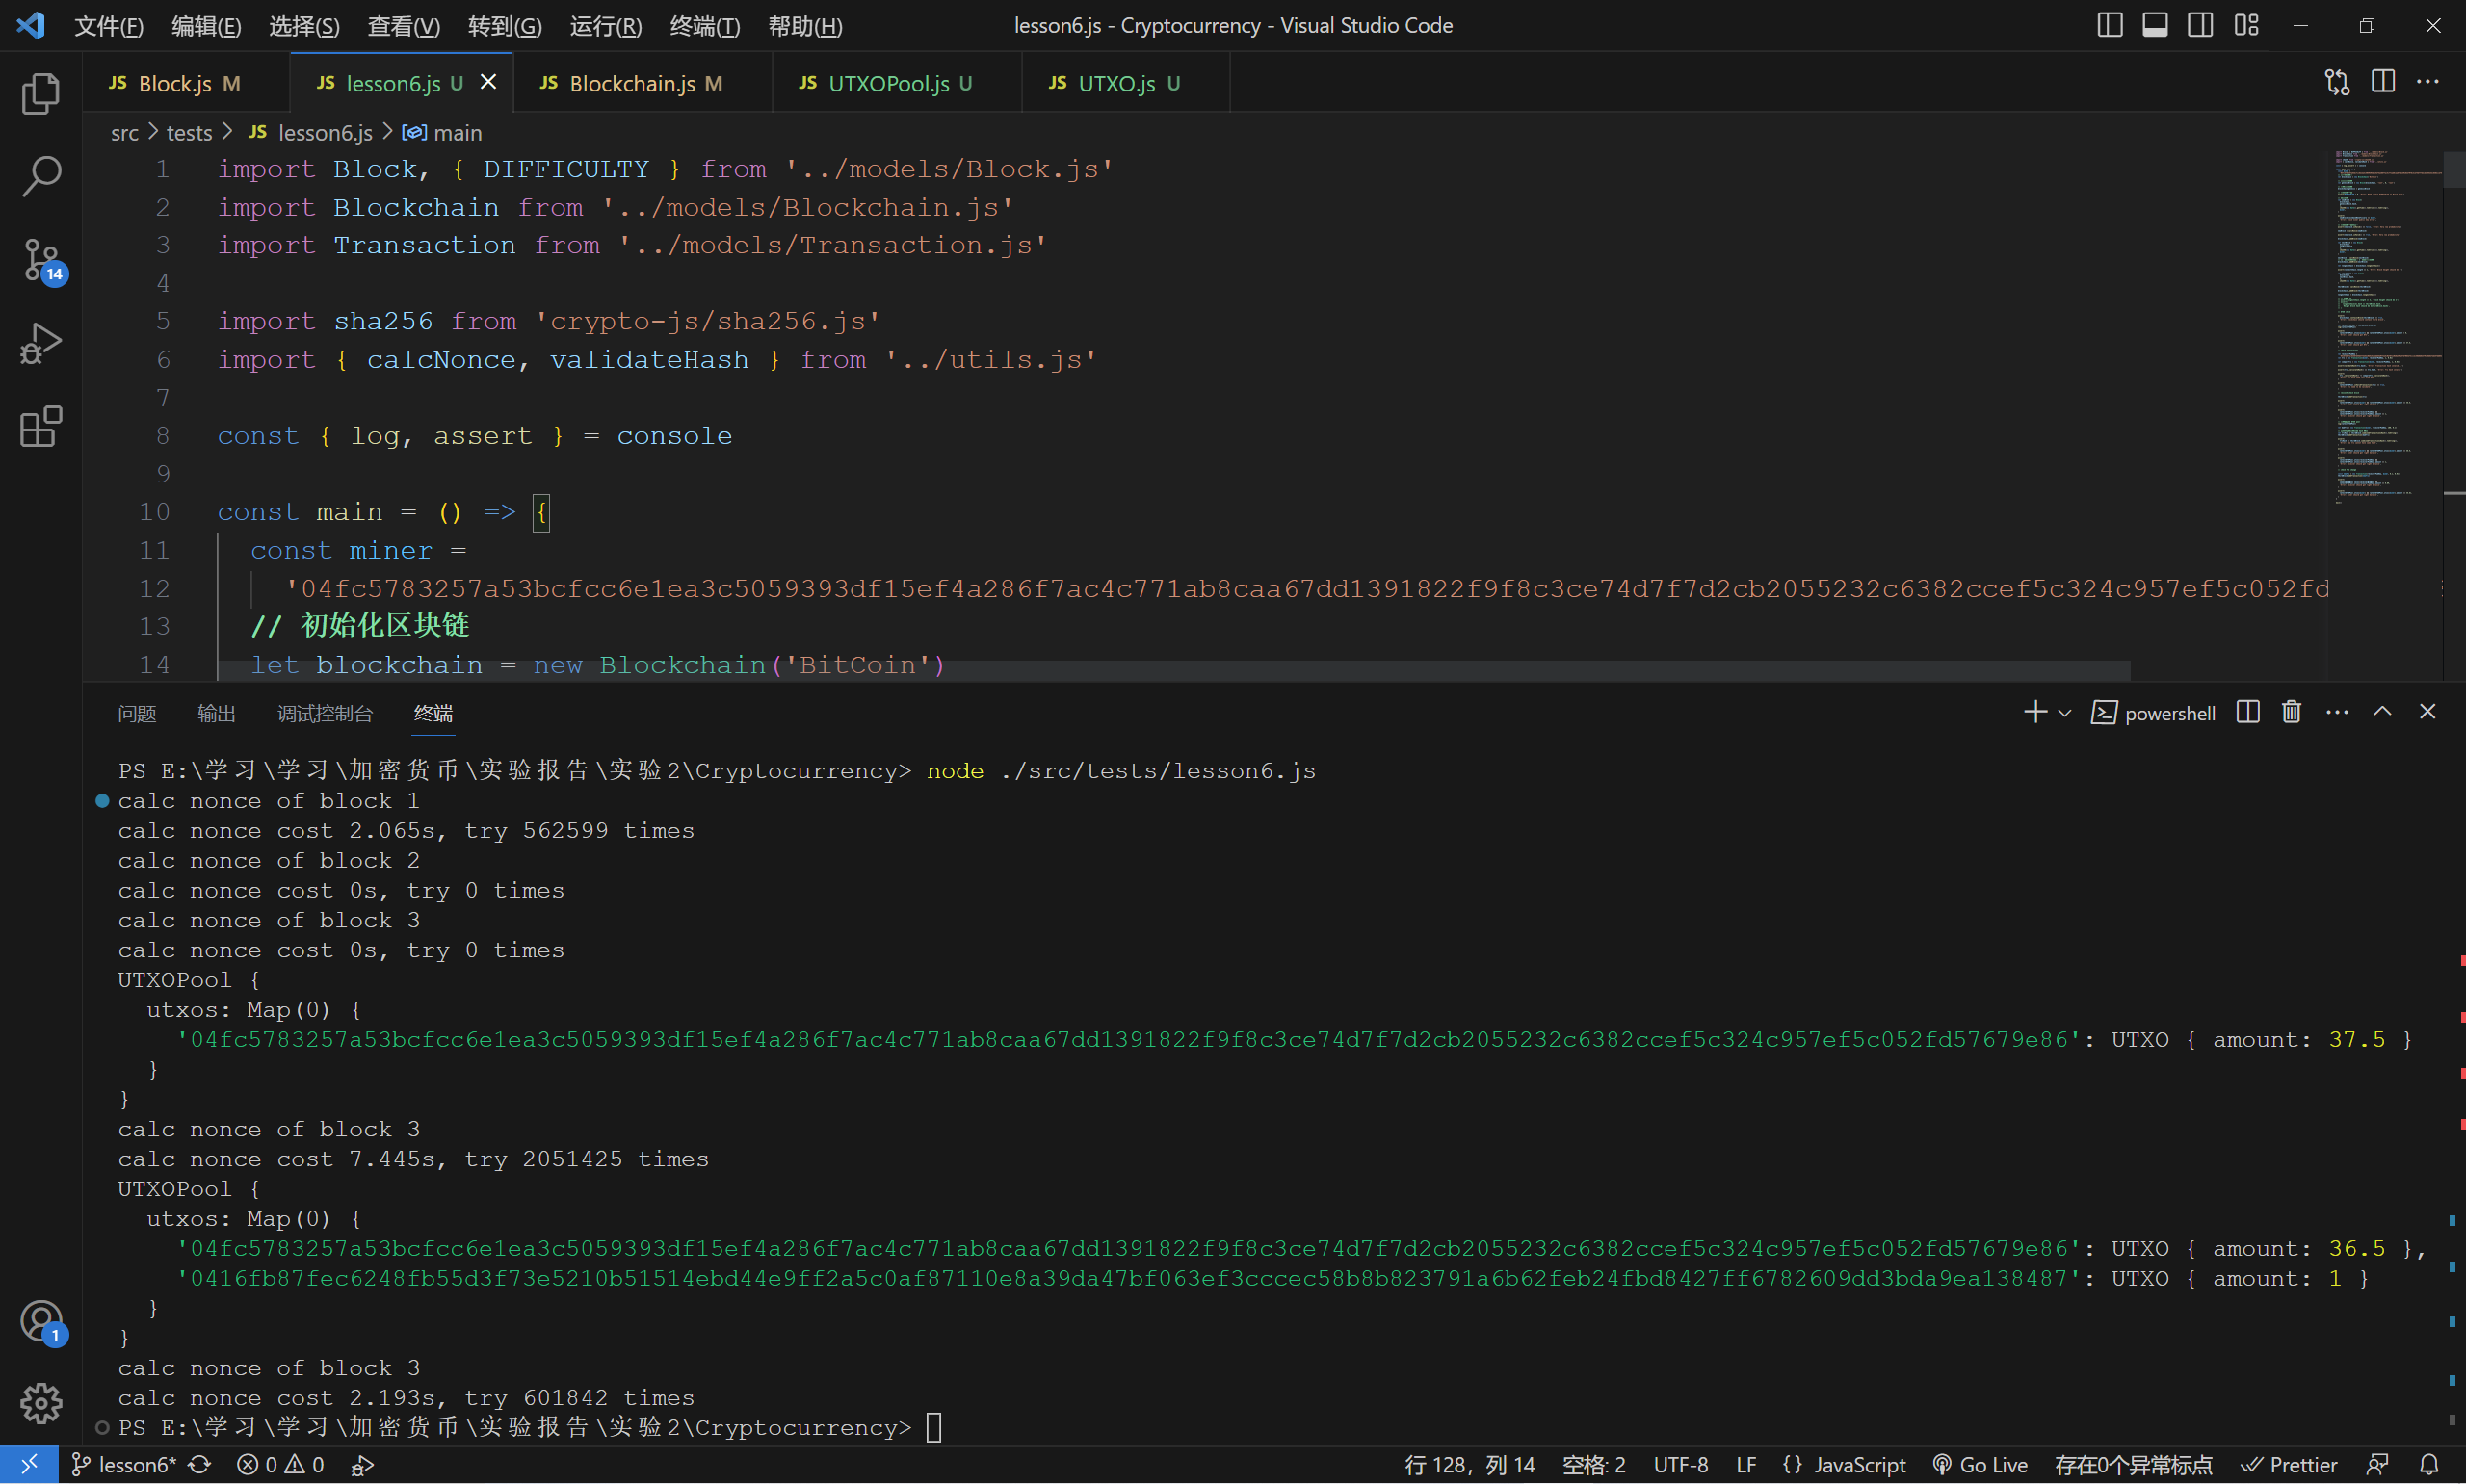 文件(F) 编辑(E) 选择(S) 查看(V) 转到(G) 运行(R) 终端(T) 帮助(H) lesson6.js - Cryptocurrency - Visual Studio Code
JS Block.js M JS lesson6.js U JS Blockchain.js M JS UTXOPool.js U JS UTXO.js U
src > tests > JS lesson6.js > main
1 import Block, { DIFFICULTY } from '../models/Block.js'
2 import Blockchain from '../models/Blockchain.js'
3 import Transaction from '../models/Transaction.js'
4
5 import sha256 from 'crypto-js/sha256.js'
6 import { calcNonce, validateHash } from '../utils.js'
7
8 const { log, assert } = console
9
10 const main = () => {
11 const miner =
12 '04fc5783257a53bcfcc6e1ea3c5059393df15ef4a286f7ac4c771ab8caa67dd1391822f9f8c3ce74d7f7d2cb2055232c6382ccef5c324c957ef5c052fd
13 // 初始化区块链
14 let blockchain = new Blockchain('BitCoin')
14
问题 输出 调试控制台 终端 powershell
PS E:\学习\学习\加密货币\实验报告\实验2\Cryptocurrency> node ./src/tests/lesson6.js
calc nonce of block 1
calc nonce cost 2.065s, try 562599 times
calc nonce of block 2
calc nonce cost 0s, try 0 times
calc nonce of block 3
calc nonce cost 0s, try 0 times
UTXOPool {
utxos: Map(0) {
'04fc5783257a53bcfcc6e1ea3c5059393df15ef4a286f7ac4c771ab8caa67dd1391822f9f8c3ce74d7f7d2cb2055232c6382ccef5c324c957ef5c052fd57679e86': UTXO { amount: 37.5 }
}
}
calc nonce of block 3
calc nonce cost 7.445s, try 2051425 times
UTXOPool {
utxos: Map(0) {
'04fc5783257a53bcfcc6e1ea3c5059393df15ef4a286f7ac4c771ab8caa67dd1391822f9f8c3ce74d7f7d2cb2055232c6382ccef5c324c957ef5c052fd57679e86': UTXO { amount: 36.5 },
'0416fb87fec6248fb55d3f73e5210b51514ebd44e9ff2a5c0af87110e8a39da47bf063ef3cccec58b8b823791a6b62feb24fbd8427ff6782609dd3bda9ea138487': UTXO { amount: 1 }
}
}
calc nonce of block 3
calc nonce cost 2.193s, try 601842 times
PS E:\学习\学习\加密货币\实验报告\实验2\Cryptocurrency>
1
lesson6* 0 0 行 128，列 14 空格: 2 UTF-8 LF {} JavaScript Go Live 存在0个异常标点 Prettier